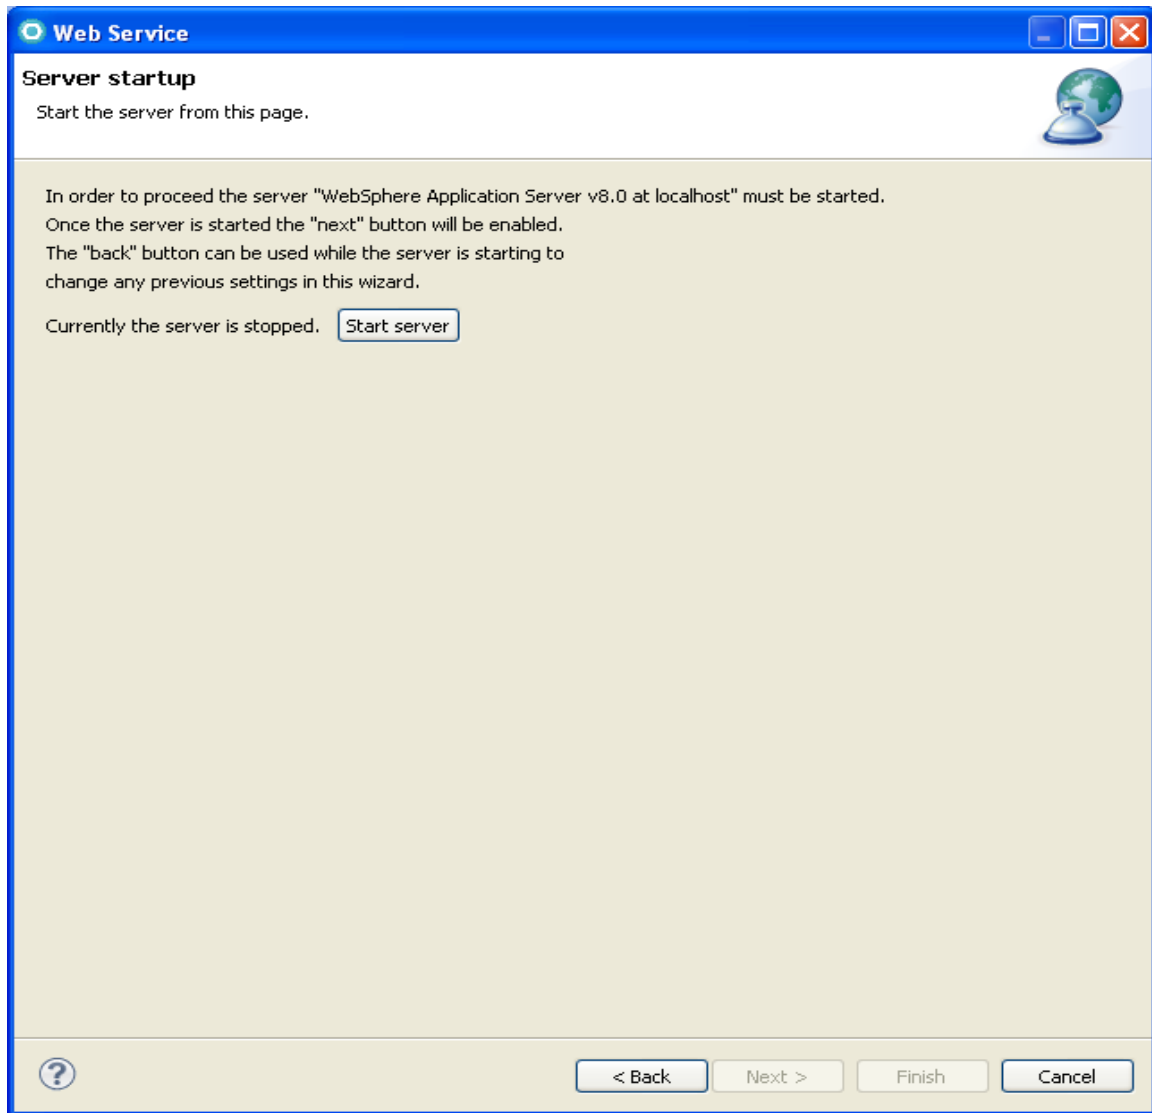 Web Service
Server startup
Start the server from this page.
In order to proceed the server "WebSphere Application Server v8.0 at localhost" must be started.
Once the server is started the "next" button will be enabled.
The "back" button can be used while the server is starting to
change any previous settings in this wizard.
Currently the server is stopped. Start server
? < Back Next > Finish Cancel